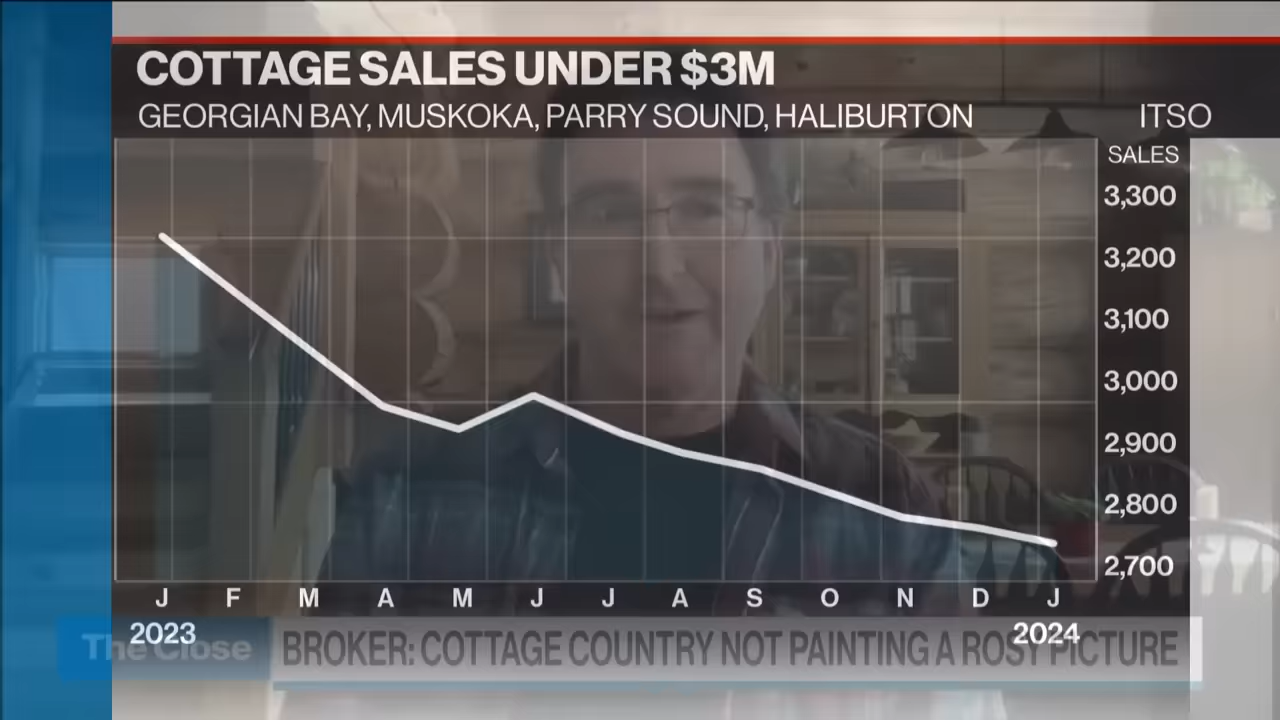 COTTAGE SALES UNDER $3M
GEORGIAN BAY, MUSKOKA, PARRY SOUND, HALIBURTON
ITSO
SALES
3,300
3,200
3,100
3,000
2,900
2,800
2,700
J F M A M J J A S O N D J
2023 2024
The Close
BROKER: COTTAGE COUNTRY NOT PAINTING A ROSY PICTURE